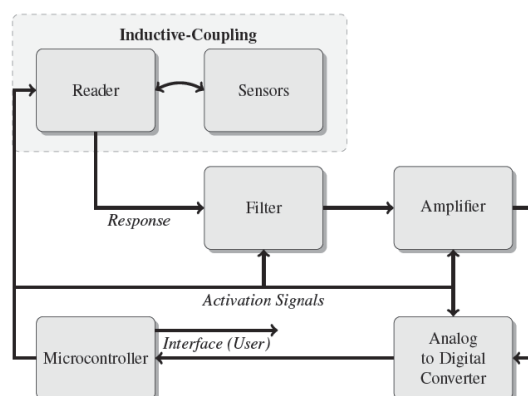 Inductive-Coupling
Reader
Sensors
Response
Filter
Amplifier
Activation Signals
Microcontroller
Interface (User)
Analog
to Digital
Converter